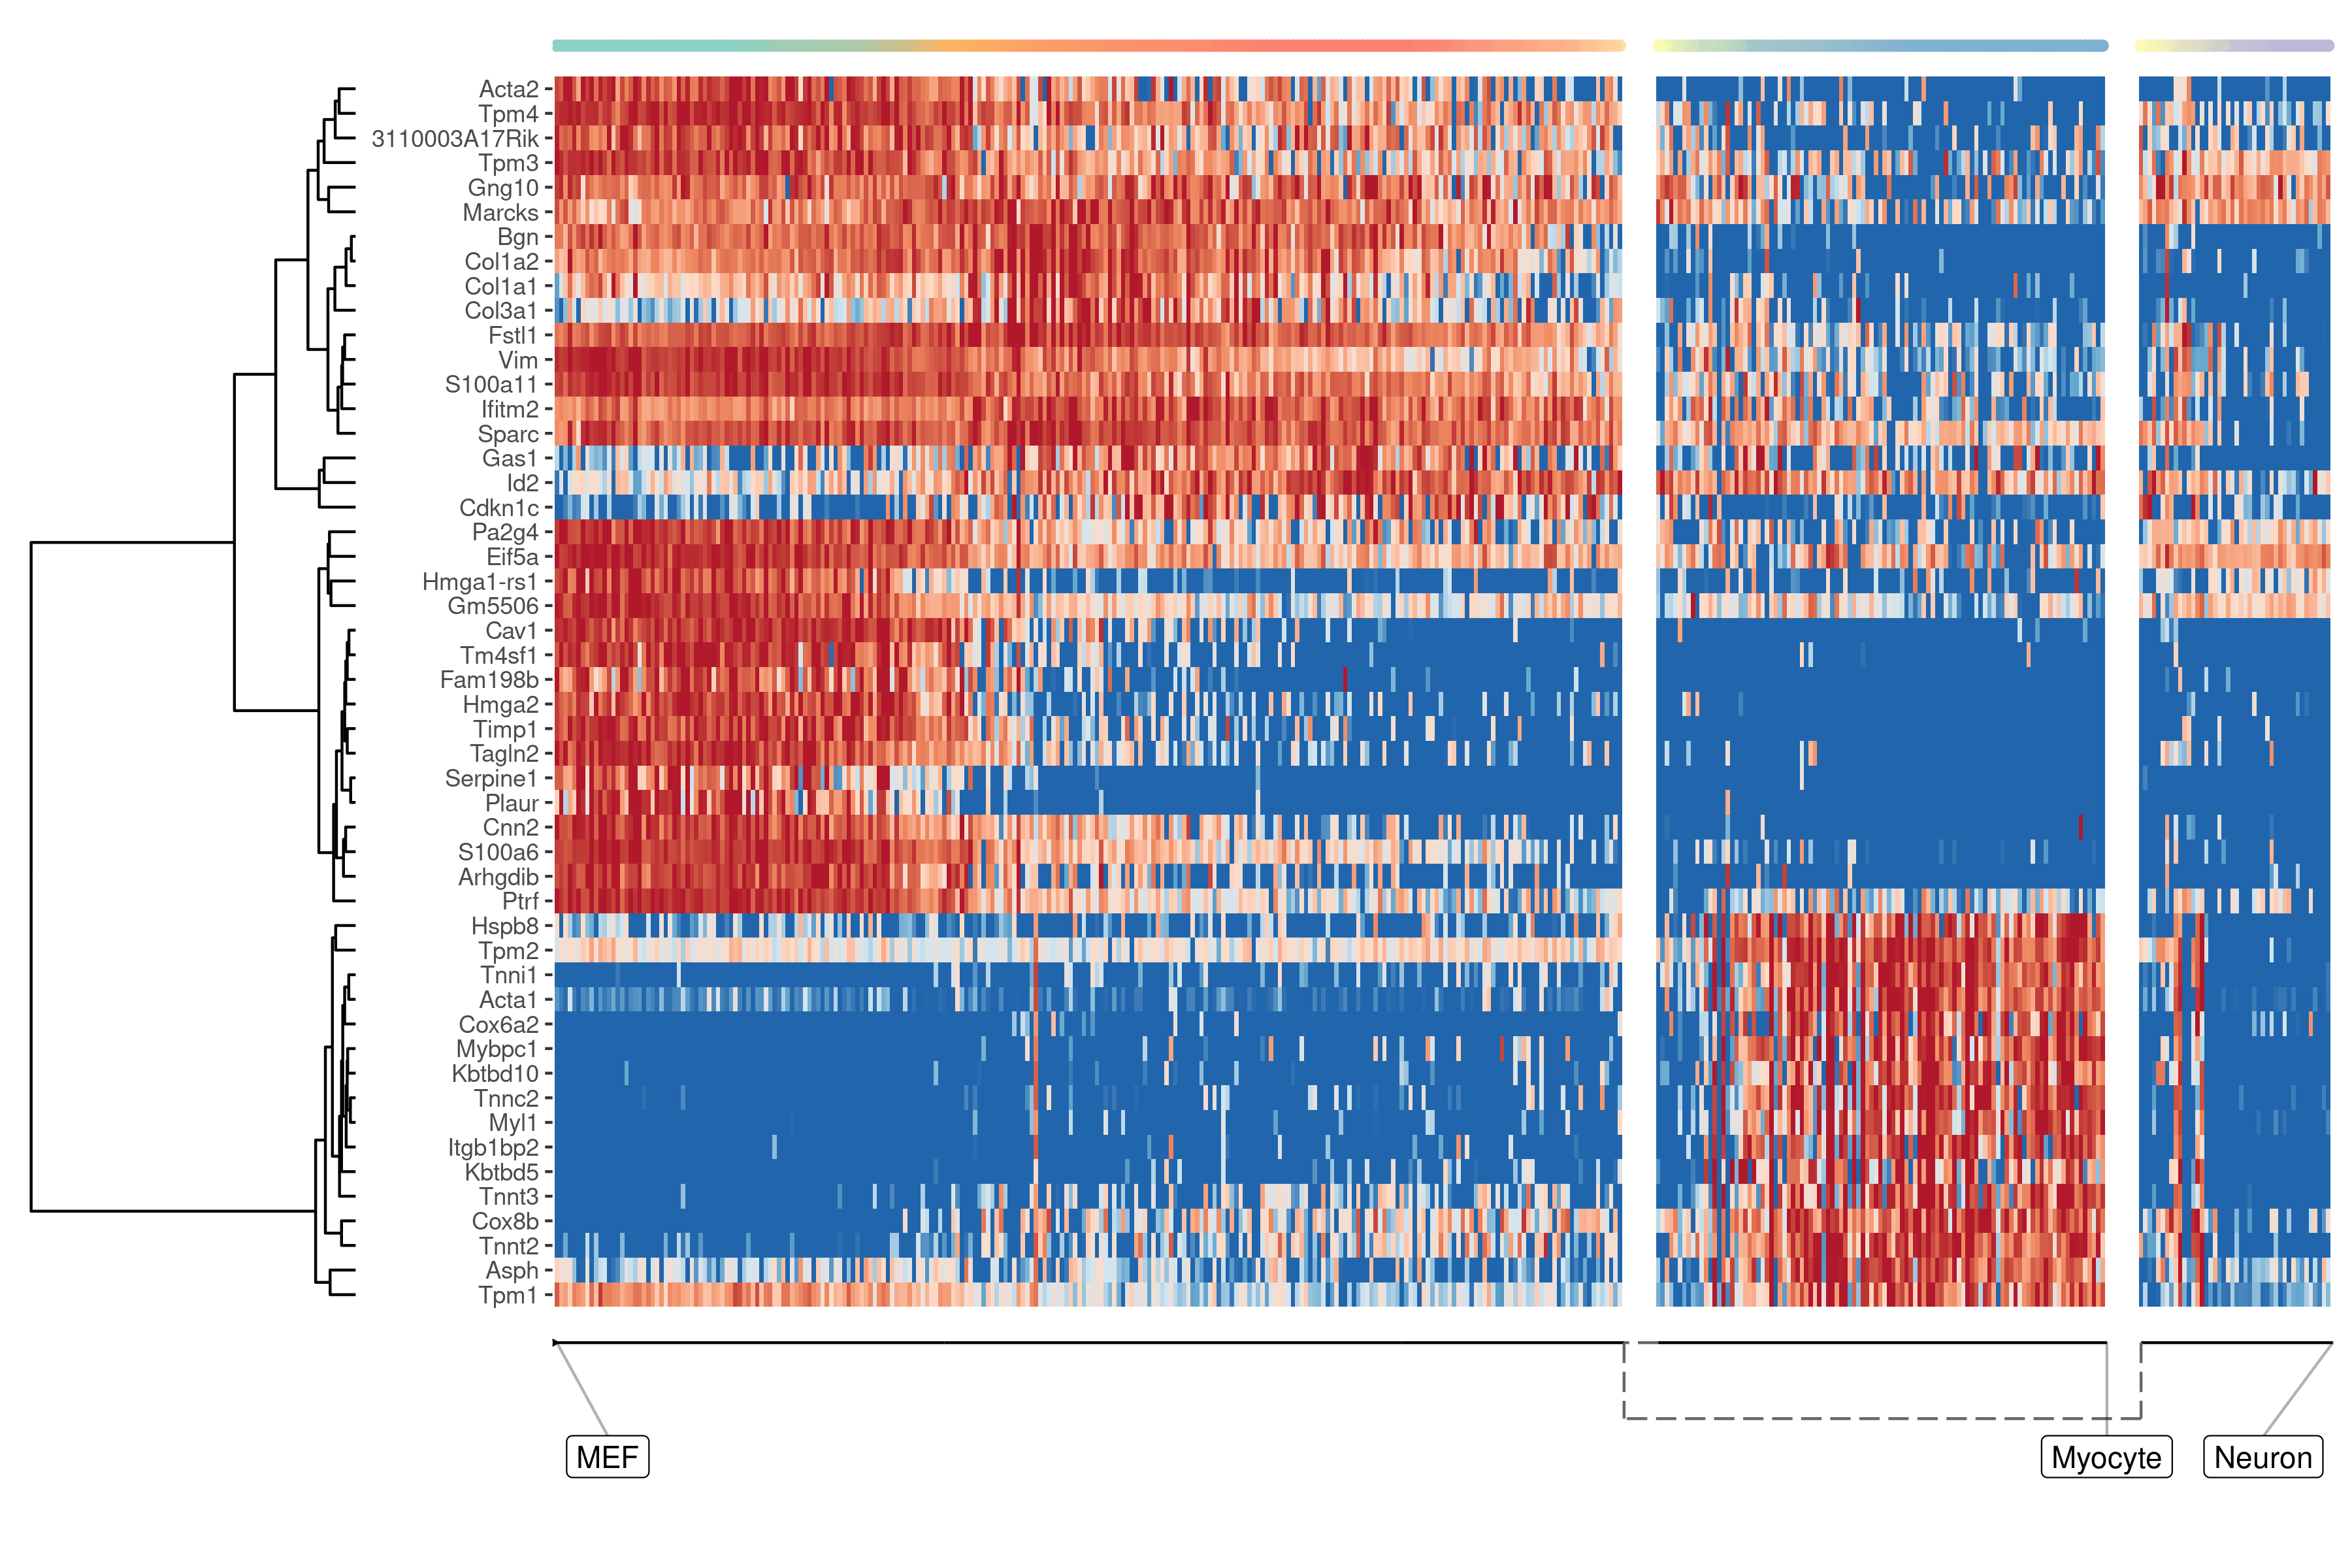 Acta2
Tpm4
3110003A17Rik
Tpm3
Gng10
Marcks
Bgn
Col1a2
Col1a1
Col3a1
Fstl1
Vim
S100a11
Ifitm2
Sparc
Gas1
Id2
Cdkn1c
Pa2g4
Eif5a
Hmga1-rs1
Gm5506
Cav1
Tm4sf1
Fam198b
Hmga2
Timp1
Tagln2
Serpine1
Plaur
Cnn2
S100a6
Arhgdib
Ptrf
Hspb8
Tpm2
Tnni1
Acta1
Cox6a2
Mybpc1
Kbtbd10
Tnnc2
Myl1
Itgb1bp2
Kbtbd5
Tnnt3
Cox8b
Tnnt2
Asph
Tpm1
MEF
Myocyte
Neuron